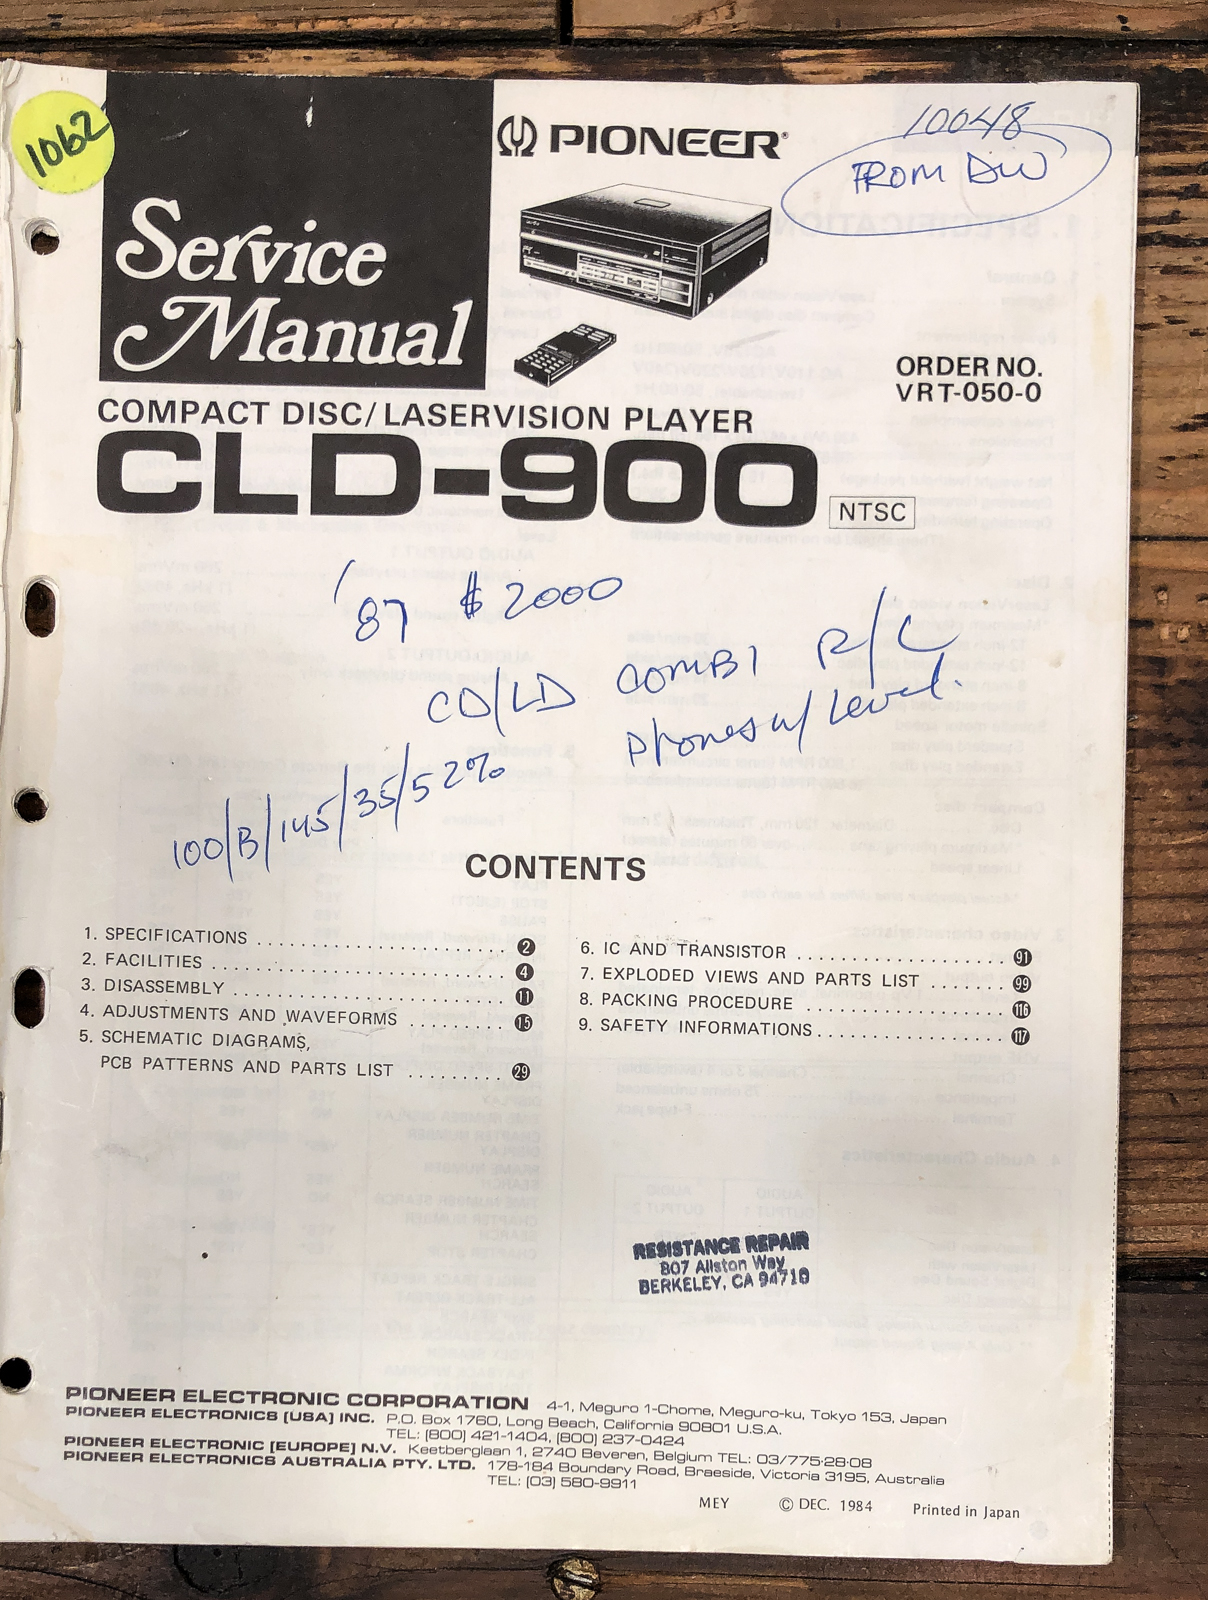 1062
Service
Manual
PIONEER®
10048
FROM DW
ORDER NO.
VRT-050-0
COMPACT DISC/LASERVISION PLAYER
CLD-900
NTSC
'87 $2000
CD/LD COMBI R/C
Phones w/ Level.
100/B/145/35/52%
CONTENTS
1. SPECIFICATIONS ........................ 2
2. FACILITIES ............................. 4
3. DISASSEMBLY ........................... 11
4. ADJUSTMENTS AND WAVEFORMS ......... 15
5. SCHEMATIC DIAGRAMS,
PCB PATTERNS AND PARTS LIST ......... 29
6. IC AND TRANSISTOR ..................... 91
7. EXPLODED VIEWS AND PARTS LIST ....... 99
8. PACKING PROCEDURE .................... 116
9. SAFETY INFORMATIONS .................. 117
RESISTANCE REPAIR
807 Allston Way
BERKELEY, CA 94710
PIONEER ELECTRONIC CORPORATION 4-1, Meguro 1-Chome, Meguro-ku, Tokyo 153, Japan
PIONEER ELECTRONICS [USA] INC. P.O. Box 1760, Long Beach, California 90801 U.S.A.
TEL: (800) 421-1404, (800) 237-0424
PIONEER ELECTRONIC [EUROPE] N.V. Keetberglaan 1, 2740 Beveren, Belgium TEL: 03/775·28·08
PIONEER ELECTRONICS AUSTRALIA PTY. LTD. 178-184 Boundary Road, Braeside, Victoria 3195, Australia
TEL: (03) 580-9911
MEY © DEC. 1984 Printed in Japan